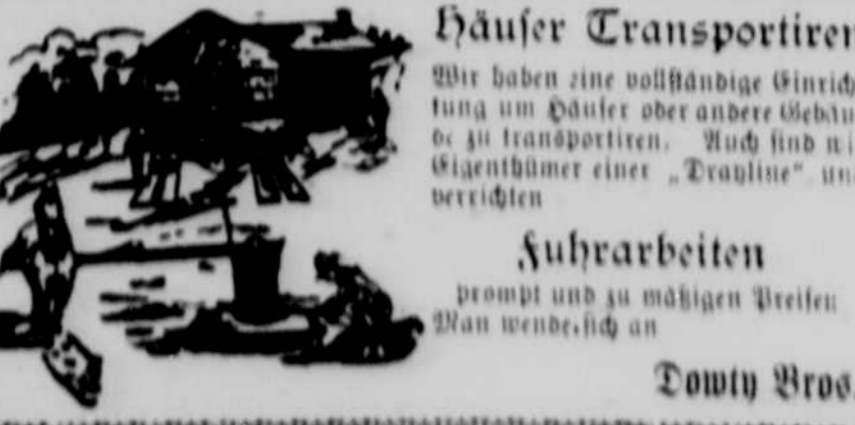 Häuser Transportiren
Wir haben eine vollständige Einrich
tung um Häuser oder andere Gebäu
de zu transportiren. Auch sind wi
Eigenthümer einer „Drayline“ un
verrichten
Fuhrarbeiten
prompt und zu mäßigen Preisen
Man wende sich an
Dowty Bros.